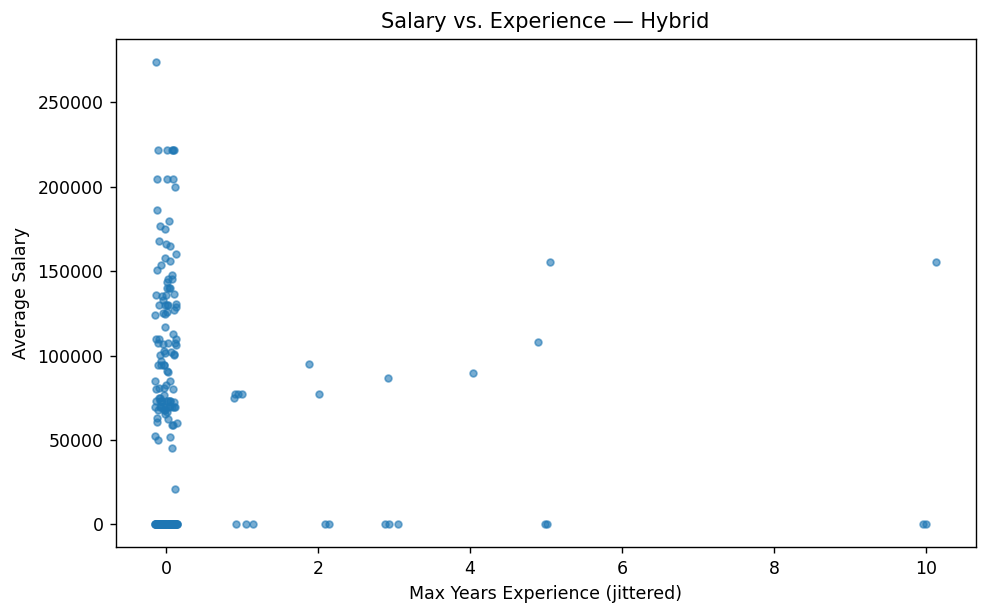 Salary vs. Experience — Hybrid
250000
200000
150000
100000
50000
0
Average Salary
0 2 4 6 8 10
Max Years Experience (jittered)